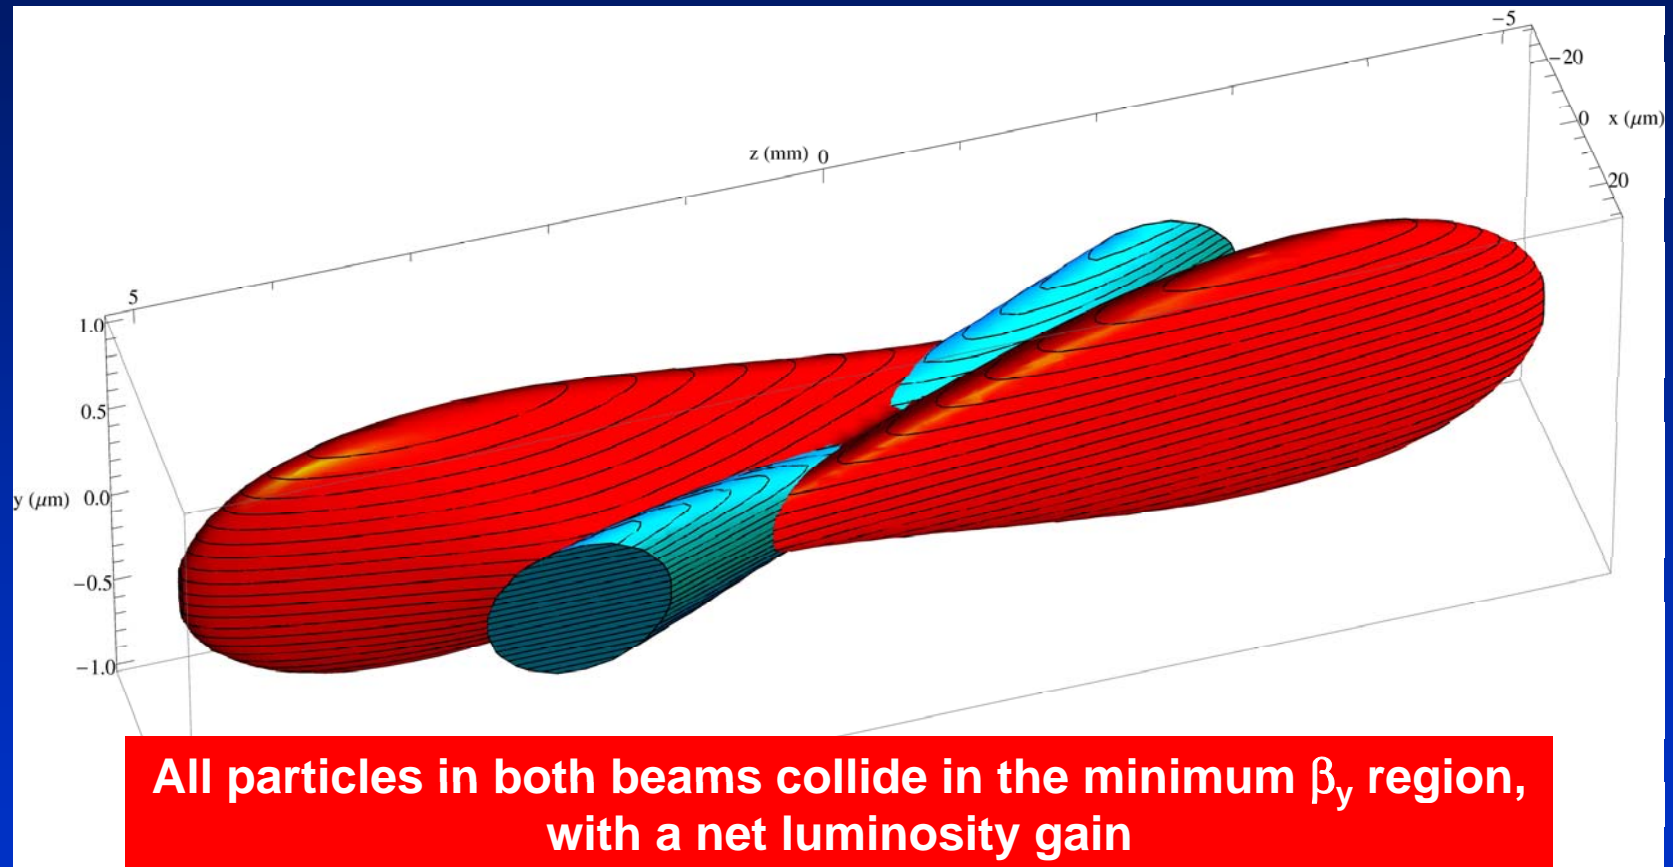 −5
−20
0 x (μm)
20
z (mm) 0
5
1.0
0.5
y (μm) 0.0
−0.5
−1.0
All particles in both beams collide in the minimum βy region,
with a net luminosity gain